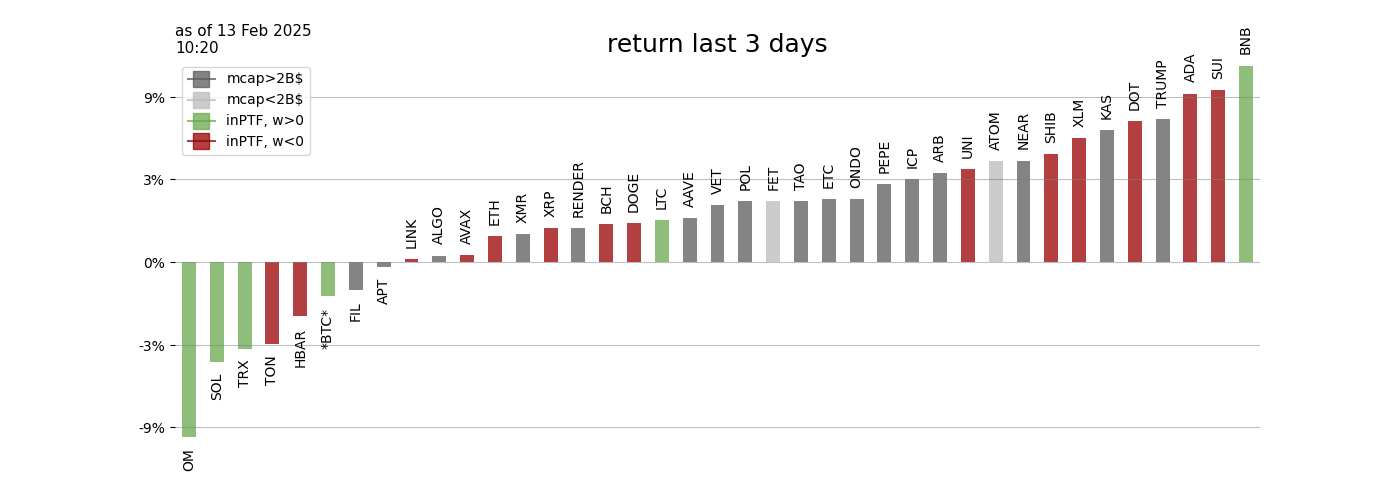 as of 13 Feb 2025
10:20
return last 3 days
mcap>2B$
mcap<2B$
inPTF, w>0
inPTF, w<0
9%
3%
0%
-3%
-9%
OM
SOL
TRX
TON
HBAR
*BTC*
FIL
APT
LINK
ALGO
AVAX
ETH
XMR
XRP
RENDER
BCH
DOGE
LTC
AAVE
VET
POL
FET
TAO
ETC
ONDO
PEPE
ICP
ARB
UNI
ATOM
NEAR
SHIB
XLM
KAS
DOT
TRUMP
ADA
SUI
BNB